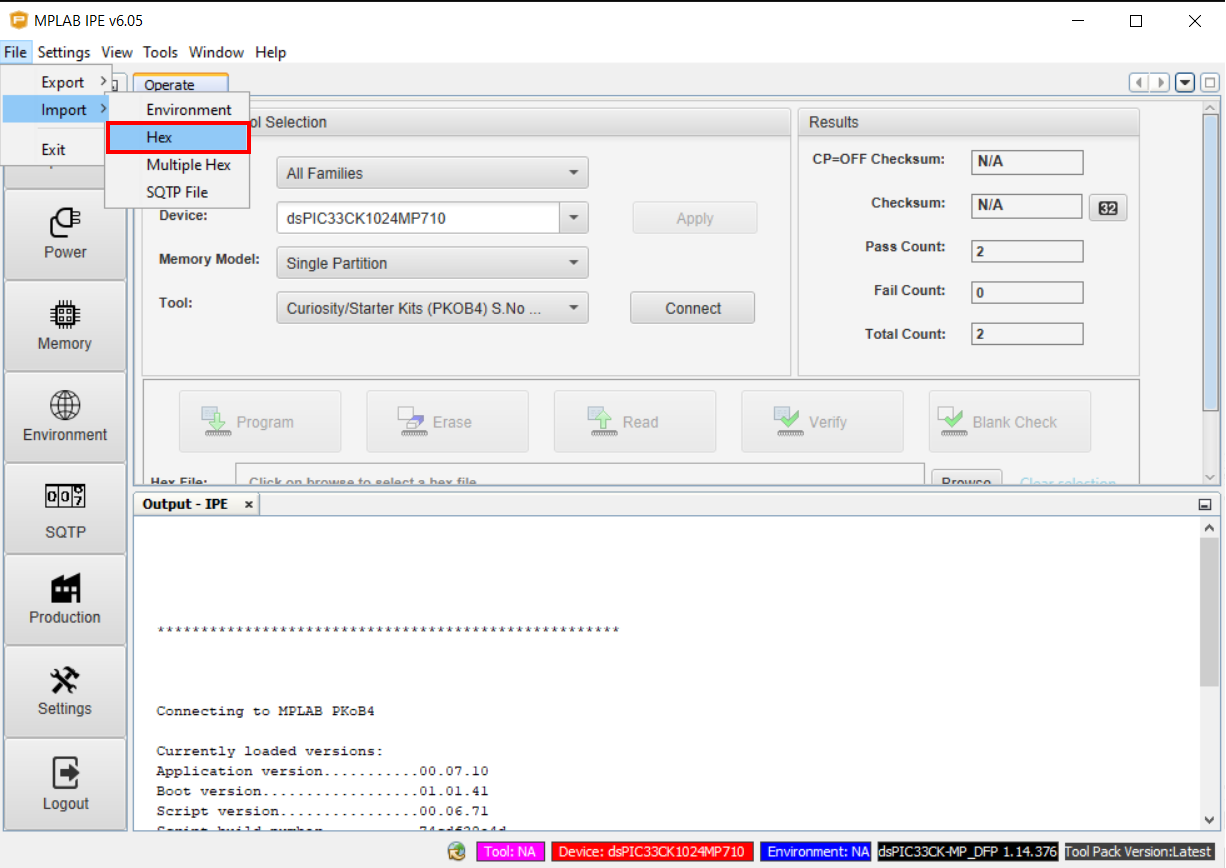 MPLAB IPE v6.05
File Settings View Tools Window Help
Export
Import
Exit
Environment
Hex
Multiple Hex
SQTP File
Operate
ol Selection
All Families
Device:
dsPIC33CK1024MP710
Apply
Memory Model:
Single Partition
Tool:
Curiosity/Starter Kits (PKOB4) S.No ...
Connect
Results
CP=OFF Checksum: N/A
Checksum: N/A
32
Pass Count: 2
Fail Count: 0
Total Count: 2
Power
Memory
Environment
SQTP
Production
Settings
Logout
Program
Erase
Read
Verify
Blank Check
Hex File:
Click on browse to select a hex file
Browse
Clear selection
Output - IPE
*****************************************************
Connecting to MPLAB PKoB4
Currently loaded versions:
Application version...........00.07.10
Boot version..................01.01.41
Script version................00.06.71
Script build number
Tool: NA
Device: dsPIC33CK1024MP710
Environment: NA
dsPIC33CK-MP_DFP 1.14.376
Tool Pack Version:Latest